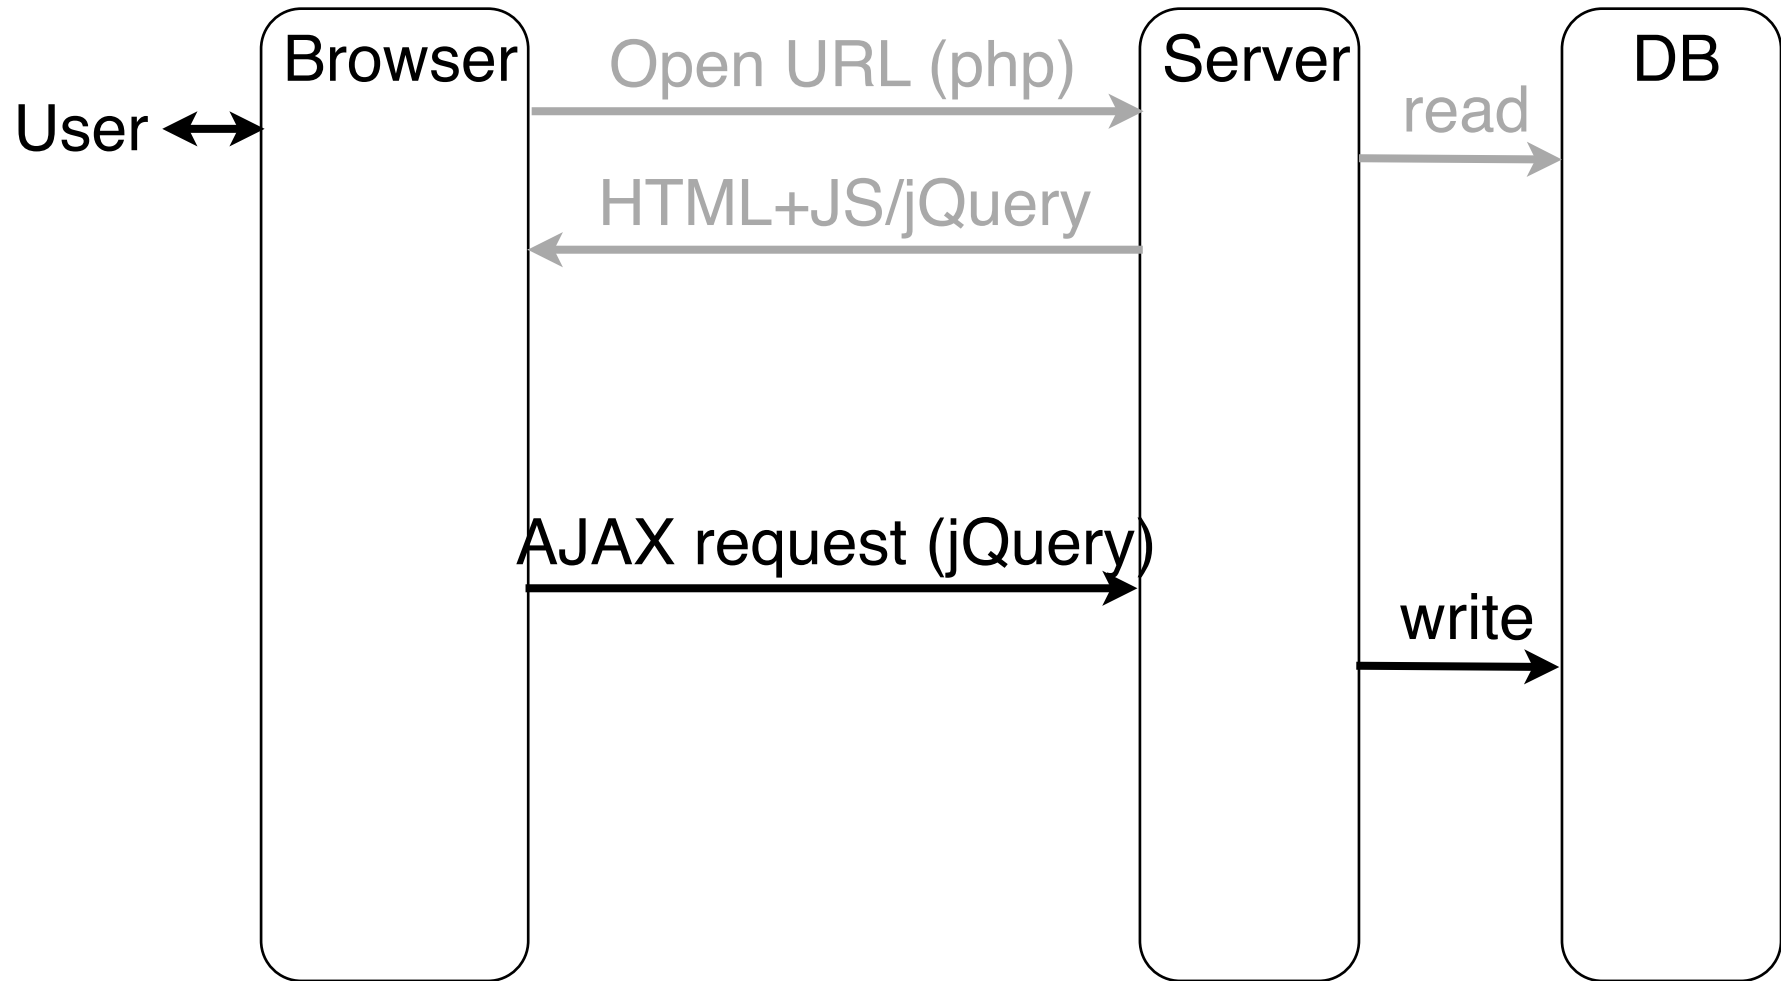 Browser
Open URL (php)
Server
DB
User
read
HTML+JS/jQuery
AJAX request (jQuery)
write